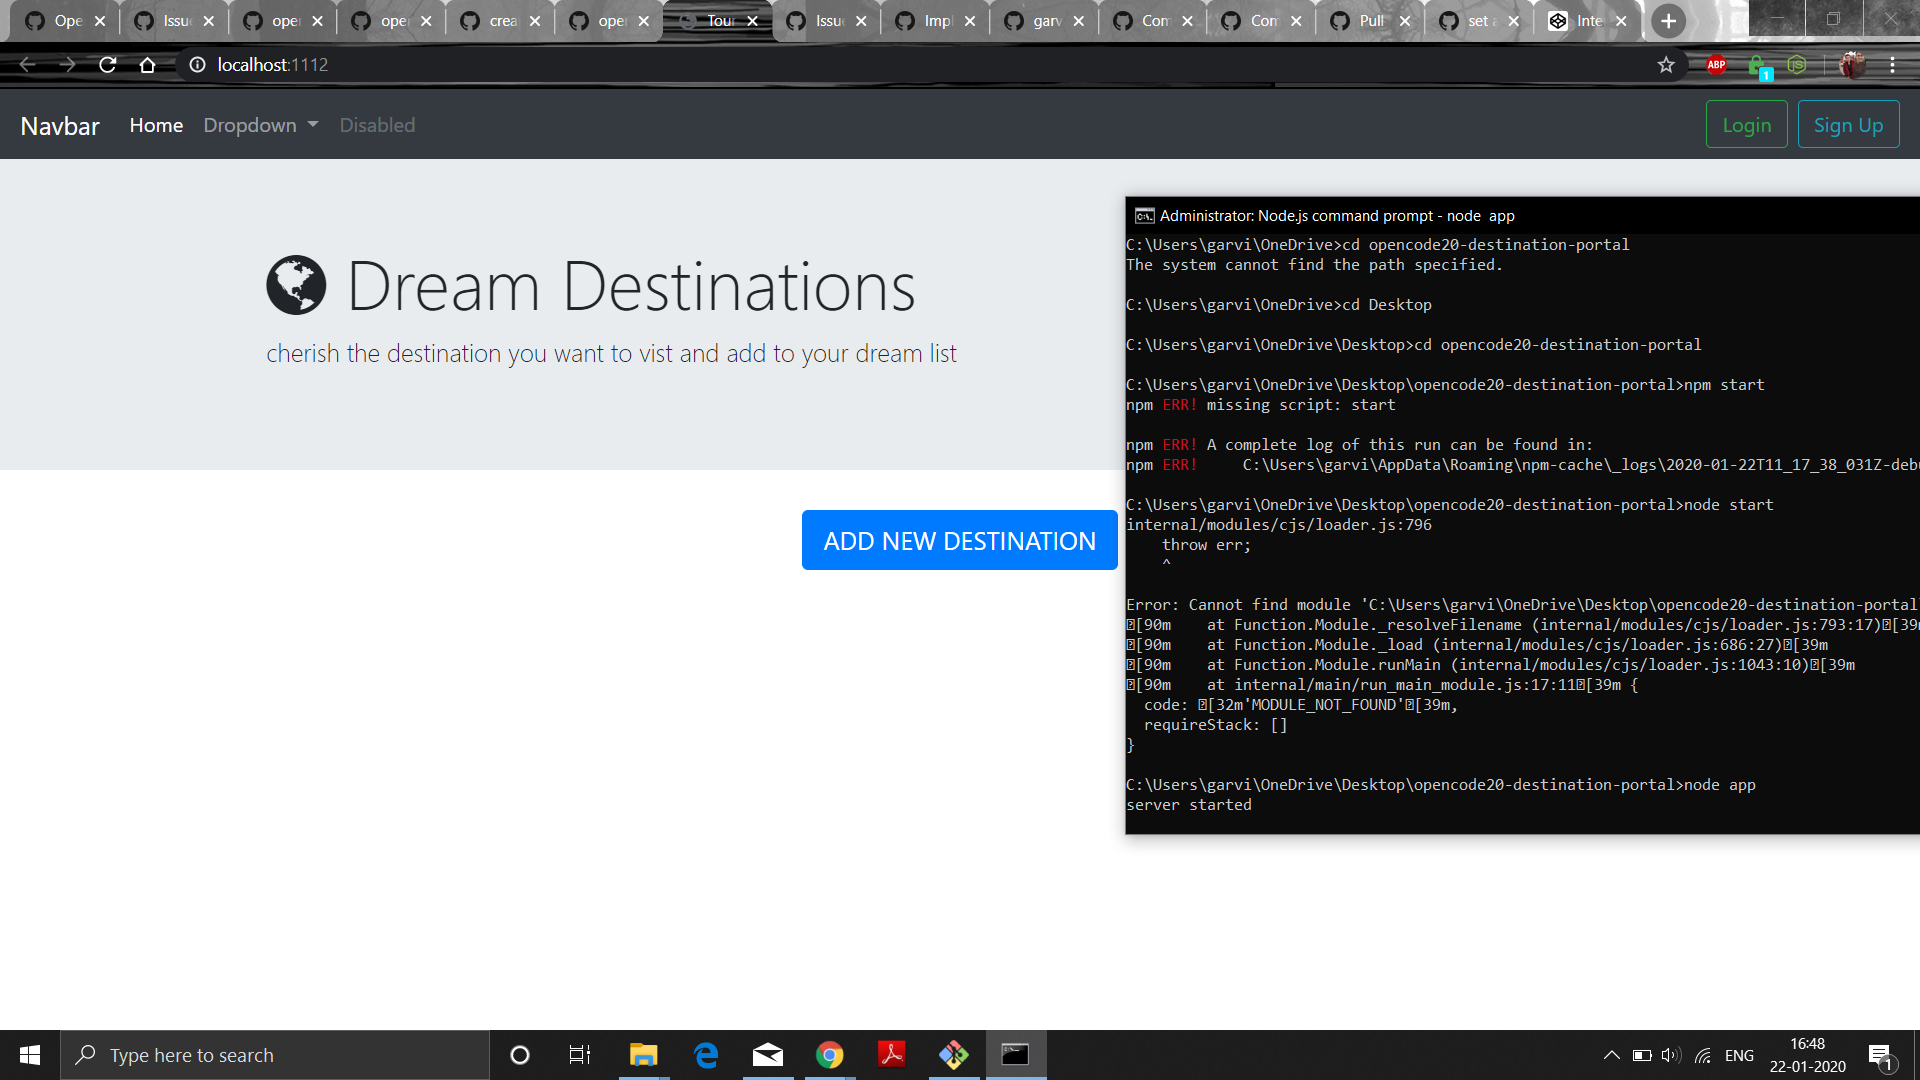 Ope
Issue
oper
oper
crea
oper
Tour
Issue
Impl
garv
Com
Com
Pull
set a
Inte
localhost:1112
ABP
1
Navbar
Home
Dropdown
Disabled
Login
Sign Up
Dream Destinations
cherish the destination you want to vist and add to your dream list
ADD NEW DESTINATION
Administrator: Node.js command prompt - node  app
C:\Users\garvi\OneDrive>cd opencode20-destination-portal
The system cannot find the path specified.
C:\Users\garvi\OneDrive>cd Desktop
C:\Users\garvi\OneDrive\Desktop>cd opencode20-destination-portal
C:\Users\garvi\OneDrive\Desktop\opencode20-destination-portal>npm start
npm ERR! missing script: start
npm ERR! A complete log of this run can be found in:
npm ERR!     C:\Users\garvi\AppData\Roaming\npm-cache\_logs\2020-01-22T11_17_38_031Z-debu
C:\Users\garvi\OneDrive\Desktop\opencode20-destination-portal>node start
internal/modules/cjs/loader.js:796
    throw err;
    ^
Error: Cannot find module 'C:\Users\garvi\OneDrive\Desktop\opencode20-destination-portal
[90m    at Function.Module._resolveFilename (internal/modules/cjs/loader.js:793:17)[39m
[90m    at Function.Module._load (internal/modules/cjs/loader.js:686:27)[39m
[90m    at Function.Module.runMain (internal/modules/cjs/loader.js:1043:10)[39m
[90m    at internal/main/run_main_module.js:17:11[39m {
  code: [32m'MODULE_NOT_FOUND'[39m,
  requireStack: []
}
C:\Users\garvi\OneDrive\Desktop\opencode20-destination-portal>node app
server started
Type here to search
ENG
16:48
22-01-2020
1